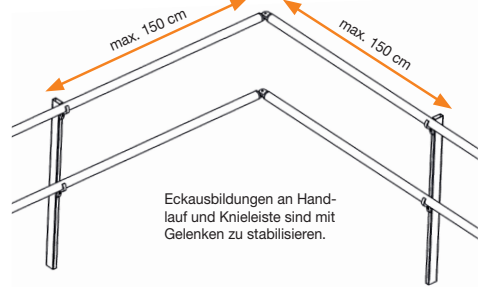 max. 150 cm
max. 150 cm
Eckausbildungen an Hand-
lauf und Knieleiste sind mit
Gelenken zu stabilisieren.